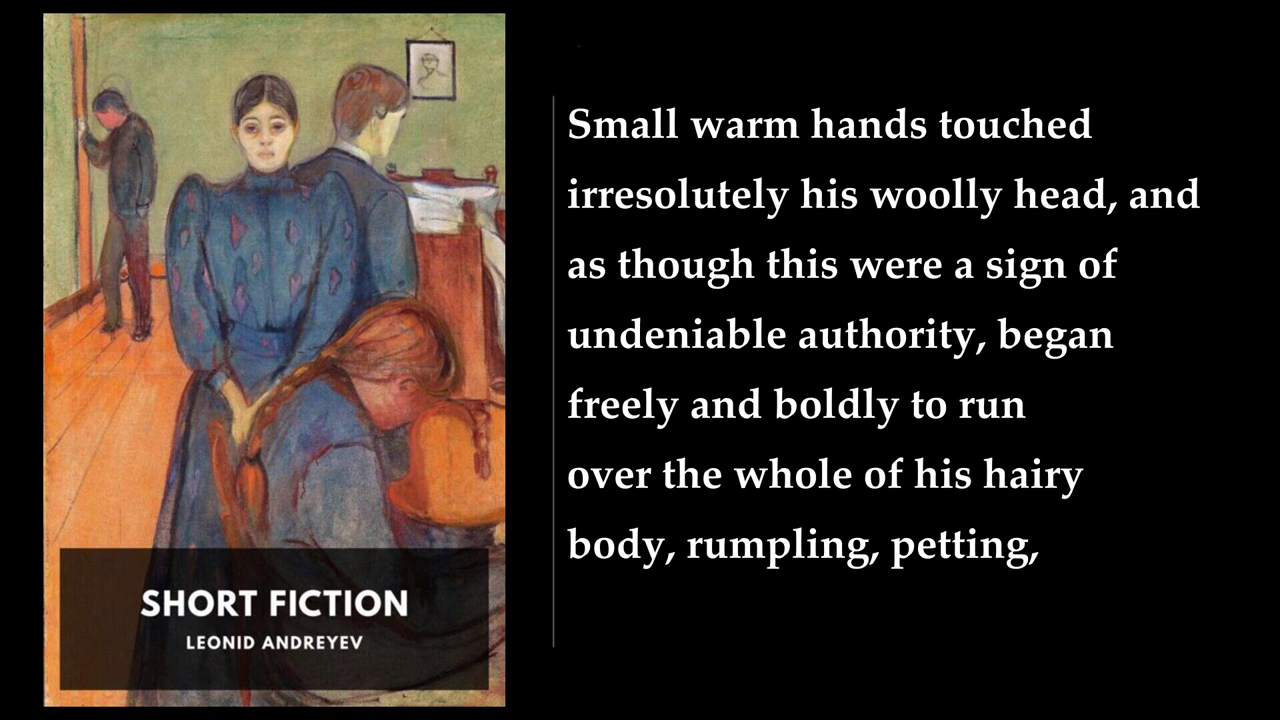 SHORT FICTION
LEONID ANDREYEV
Small warm hands touched
irresolutely his woolly head, and
as though this were a sign of
undeniable authority, began
freely and boldly to run
over the whole of his hairy
body, rumpling, petting,